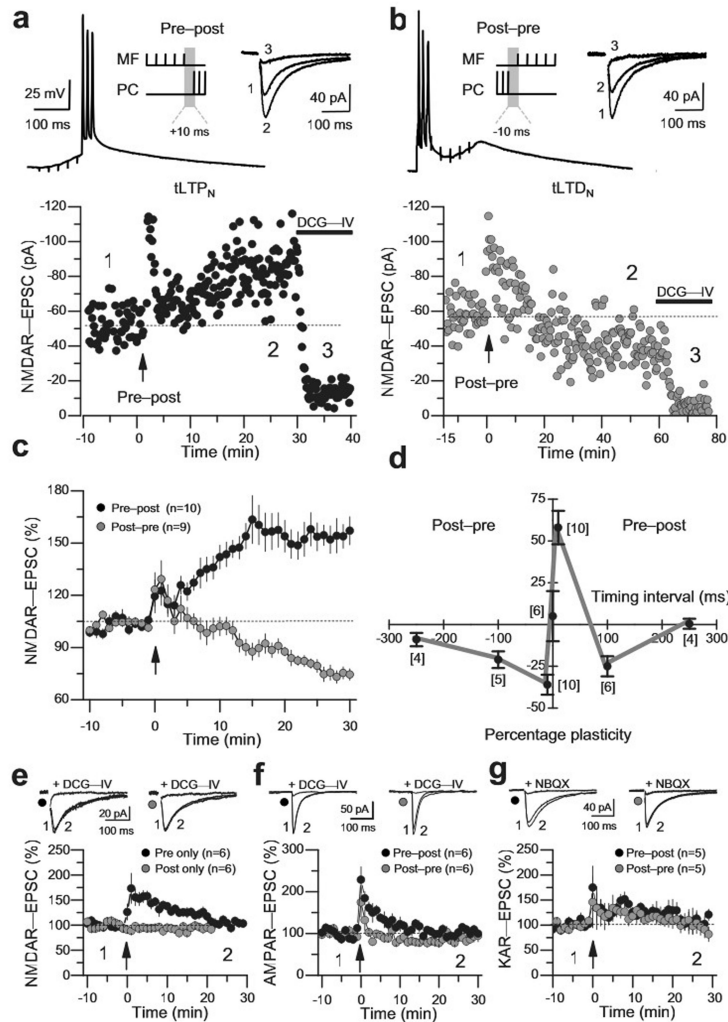 a
Pre–post
MF
PC
+10 ms
25 mV
100 ms
3
1
2
40 pA
100 ms
tLTPN
NMDAR—EPSC (pA)
-120
-100
-80
-60
-40
-20
0
1
2
3
DCG—IV
Pre–post
-10 0 10 20 30 40
Time (min)
b
Post–pre
MF
PC
-10 ms
25 mV
100 ms
3
2
1
40 pA
100 ms
tLTDN
NMDAR—EPSC (pA)
-120
-100
-80
-60
-40
-20
0
1
2
3
DCG—IV
Post–pre
-15 0 20 40 60 80
Time (min)
c
NMDAR—EPSC (%)
180
150
120
90
60
Pre–post (n=10)
Post–pre (n=9)
-10 0 10 20 30
Time (min)
d
Post–pre
Pre–post
75
50
25
-25
-50
[10]
[6]
[4]
[5]
[10]
[6]
[4]
Timing interval (ms)
-300 -200 -100 100 200 300
Percentage plasticity
e
+ DCG—IV
+ DCG—IV
1 2
1 2
20 pA
100 ms
NMDAR—EPSC (%)
250
200
150
100
50
0
Pre only (n=6)
Post only (n=6)
1
2
-10 0 10 20 30
Time (min)
f
+ DCG—IV
+ DCG—IV
1 2
1 2
50 pA
100 ms
AMPAR—EPSC (%)
300
200
100
0
Pre–post (n=6)
Post–pre (n=6)
1
2
-10 0 10 20 30
Time (min)
g
+ NBQX
+ NBQX
1 2
1 2
40 pA
100 ms
KAR—EPSC (%)
250
200
150
100
50
0
Pre–post (n=5)
Post–pre (n=5)
1
2
-10 0 10 20 30
Time (min)